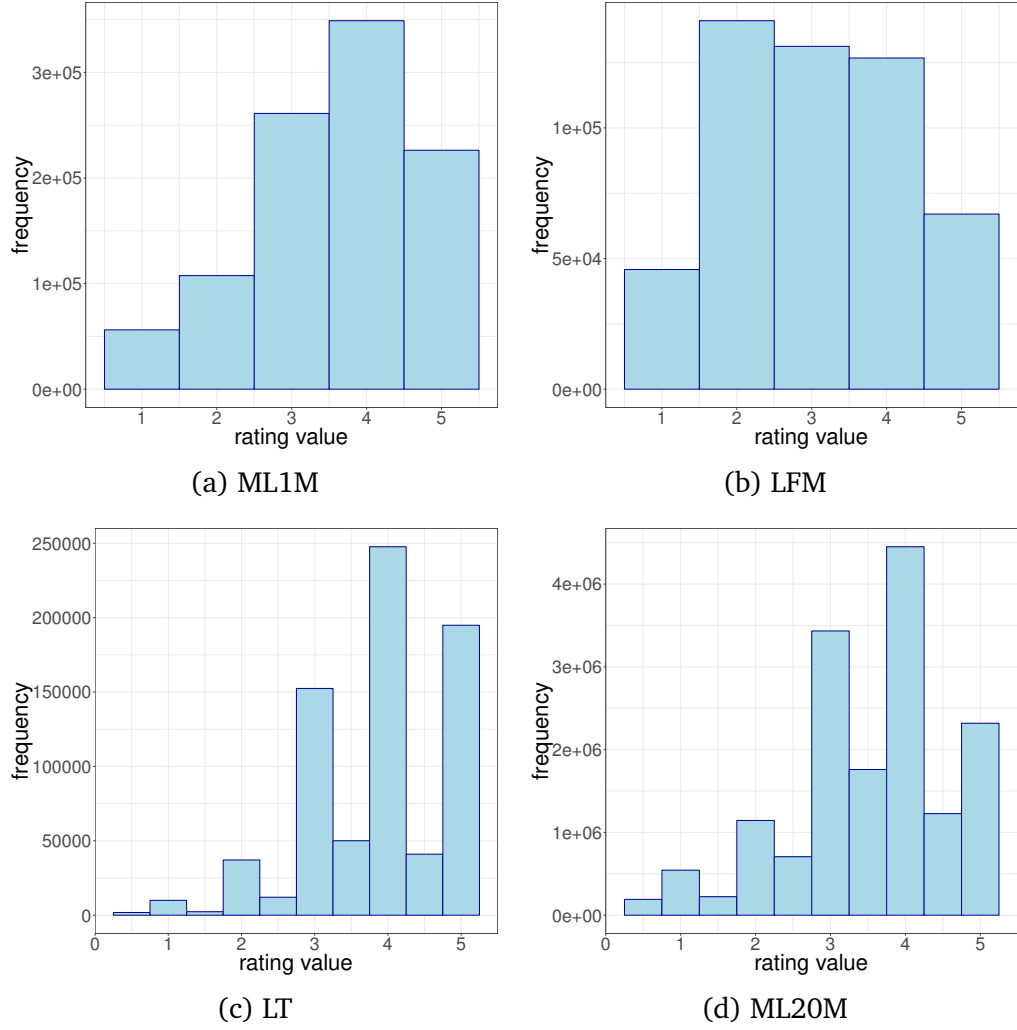 3e+05
2e+05
1e+05
0e+00
frequency
1 2 3 4 5
rating value
(a) ML1M
1e+05
5e+04
0e+00
frequency
1 2 3 4 5
rating value
(b) LFM
250000
200000
150000
100000
50000
0
frequency
0 1 2 3 4 5
rating value
(c) LT
4e+06
3e+06
2e+06
1e+06
0e+00
frequency
1 2 3 4 5
rating value
(d) ML20M